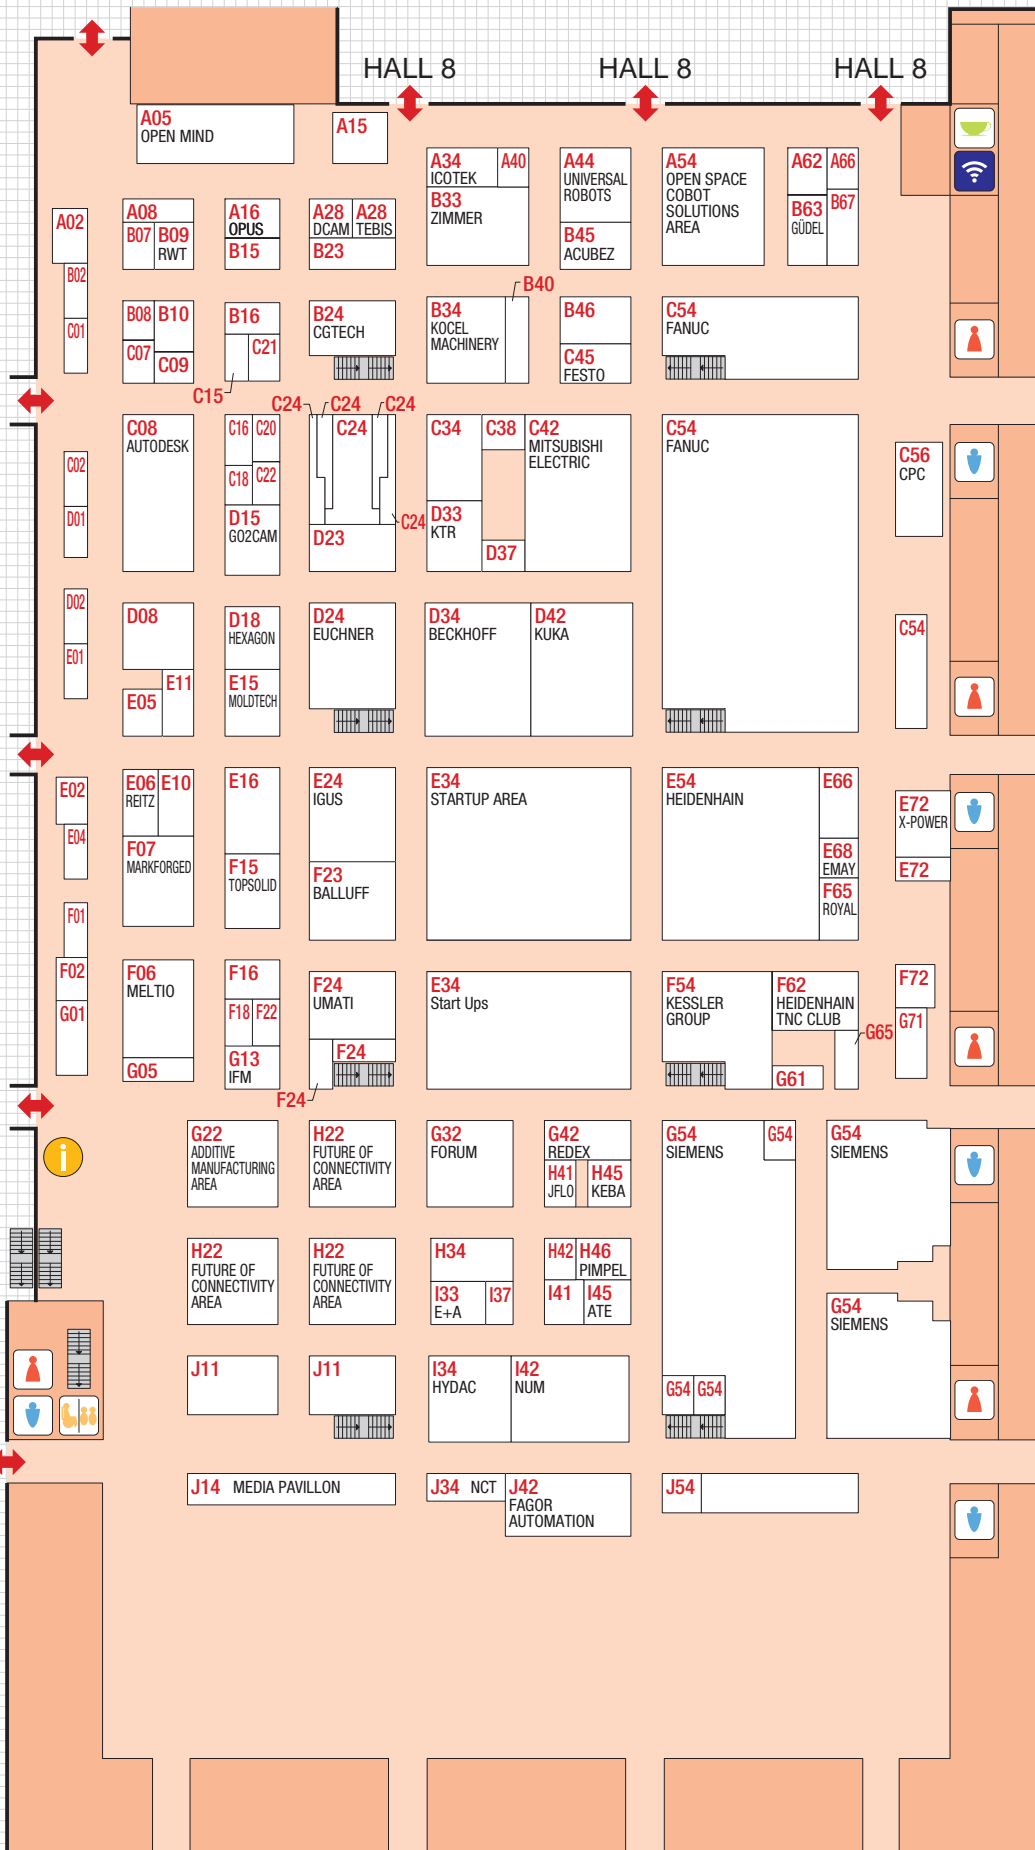 HALL 8
HALL 8
HALL 8
A05
OPEN MIND
A15
A34
ICOTEK
A40
B33
ZIMMER
A44
UNIVERSAL
ROBOTS
B45
ACUBEZ
A54
OPEN SPACE
COBOT
SOLUTIONS
AREA
A62
A66
B63
GÜDEL
B67
A02
B02
C01
A08
B07
B09
RWT
A16
OPUS
B15
A28
DCAM
A28
TEBIS
B23
B40
B08
B10
C07
C09
B16
C21
C15
B24
CGTECH
B34
KOCEL
MACHINERY
B46
C45
FESTO
C54
FANUC
C24
C24
C24
C02
D01
C08
AUTODESK
C16
C20
C18
C22
D15
GO2CAM
C24
C24
D23
C34
C38
D33
KTR
D37
C42
MITSUBISHI
ELECTRIC
C54
FANUC
C56
CPC
D02
E01
D08
E11
E05
D18
HEXAGON
E15
MOLDTECH
D24
EUCHNER
D34
BECKHOFF
D42
KUKA
C54
E02
E04
E06
REITZ
E10
F07
MARKFORGED
E16
F15
TOPSOLID
E24
IGUS
F23
BALLUFF
E34
STARTUP AREA
E54
HEIDENHAIN
E66
E68
EMAY
F65
ROYAL
E72
X-POWER
E72
F01
F02
G01
F06
MELTIO
G05
F16
F18
F22
G13
IFM
F24
UMATI
F24
F24
E34
Start Ups
F54
KESSLER
GROUP
F62
HEIDENHAIN
TNC CLUB
G65
G61
F72
G71
i
G22
ADDITIVE
MANUFACTURING
AREA
H22
FUTURE OF
CONNECTIVITY
AREA
G32
FORUM
G42
REDEX
H41
JFLO
H45
KEBA
G54
SIEMENS
G54
G54
SIEMENS
H22
FUTURE OF
CONNECTIVITY
AREA
H22
FUTURE OF
CONNECTIVITY
AREA
H34
I33
E+A
I37
H42
H46
PIMPEL
I41
I45
ATE
G54
SIEMENS
J11
J11
I34
HYDAC
I42
NUM
G54
G54
J14 MEDIA PAVILLON
J34 NCT
J42
FAGOR
AUTOMATION
J54